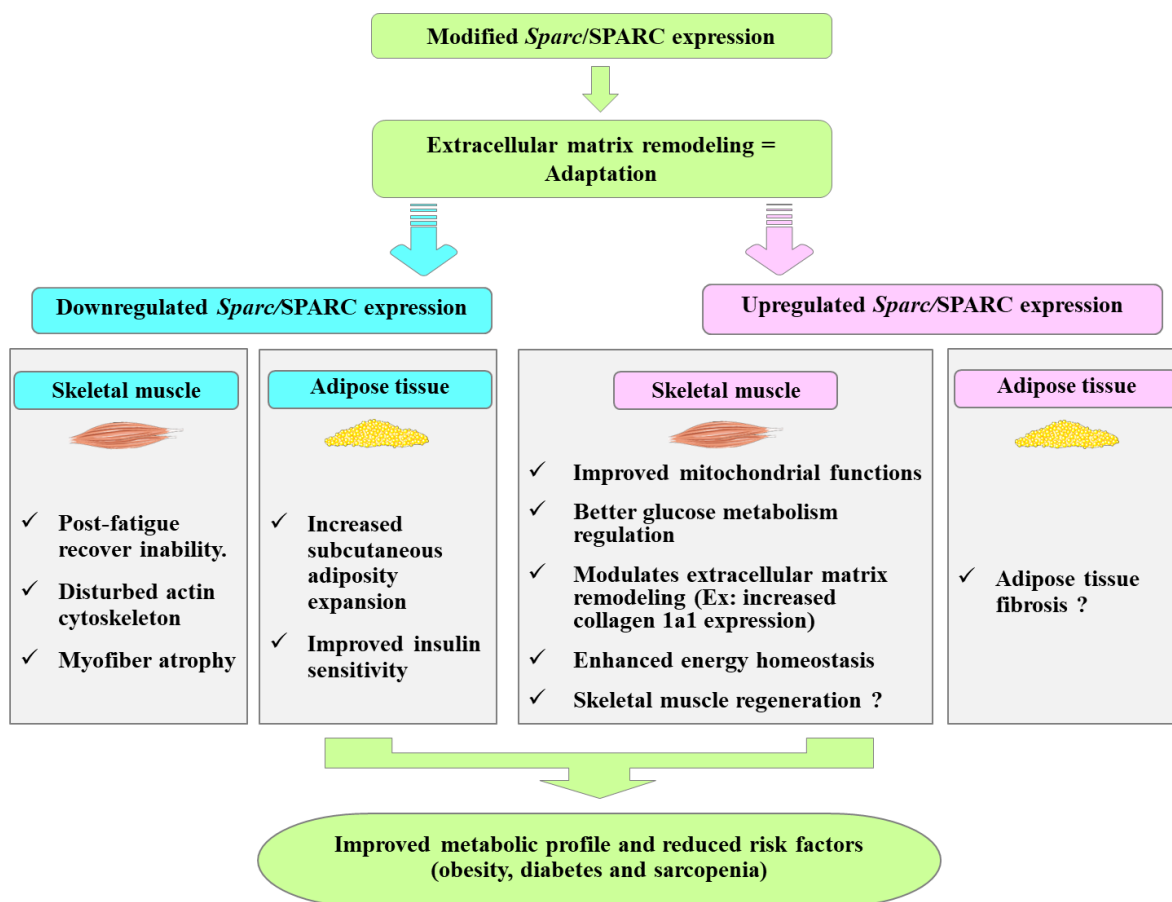 Modified Sparc/SPARC expression
Extracellular matrix remodeling =
Adaptation
Downregulated Sparc/SPARC expression
Upregulated Sparc/SPARC expression
Skeletal muscle
✓ Post-fatigue
recover inability.
✓ Disturbed actin
cytoskeleton
✓ Myofiber atrophy
Adipose tissue
✓ Increased
subcutaneous
adiposity
expansion
✓ Improved insulin
sensitivity
Skeletal muscle
✓ Improved mitochondrial functions
✓ Better glucose metabolism
regulation
✓ Modulates extracellular matrix
remodeling (Ex: increased
collagen 1a1 expression)
✓ Enhanced energy homeostasis
✓ Skeletal muscle regeneration ?
Adipose tissue
✓ Adipose tissue
fibrosis ?
Improved metabolic profile and reduced risk factors
(obesity, diabetes and sarcopenia)